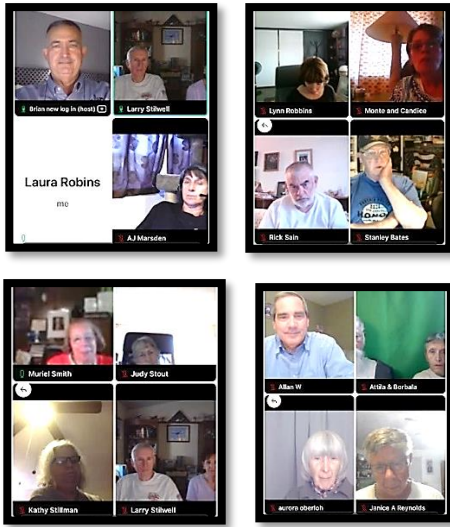 Brian new log in (host)
Larry Stilwell
Laura Robins
me
AJ Marsden
Lynn Robbins
Monte and Candice
Rick Sain
Stanley Bates
Muriel Smith
Judy Stout
Kathy Stillman
Larry Stilwell
Allan W
Attila & Borbala
aurora oberloh
Janice A Reynolds